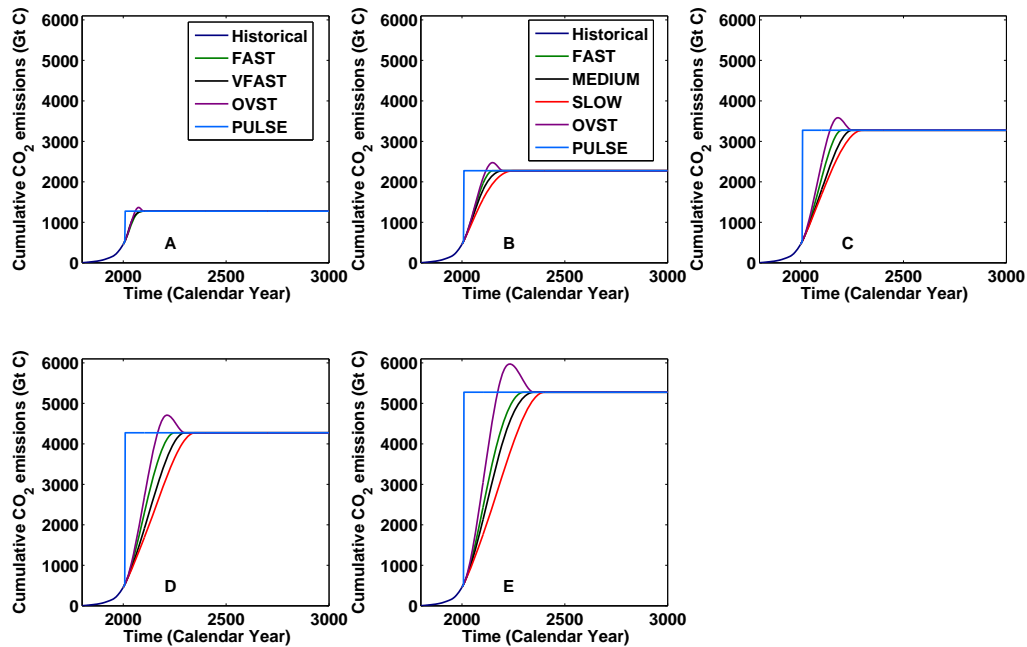 Cumulative CO2 emissions (Gt C)
6000
5000
4000
3000
2000
1000
0
Historical
FAST
VFAST
OVST
PULSE
A
2000 2500 3000
Time (Calendar Year)
Cumulative CO2 emissions (Gt C)
6000
5000
4000
3000
2000
1000
0
Historical
FAST
MEDIUM
SLOW
OVST
PULSE
B
2000 2500 3000
Time (Calendar Year)
Cumulative CO2 emissions (Gt C)
6000
5000
4000
3000
2000
1000
0
C
2000 2500 3000
Time (Calendar Year)
Cumulative CO2 emissions (Gt C)
6000
5000
4000
3000
2000
1000
0
D
2000 2500 3000
Time (Calendar Year)
Cumulative CO2 emissions (Gt C)
6000
5000
4000
3000
2000
1000
0
E
2000 2500 3000
Time (Calendar Year)